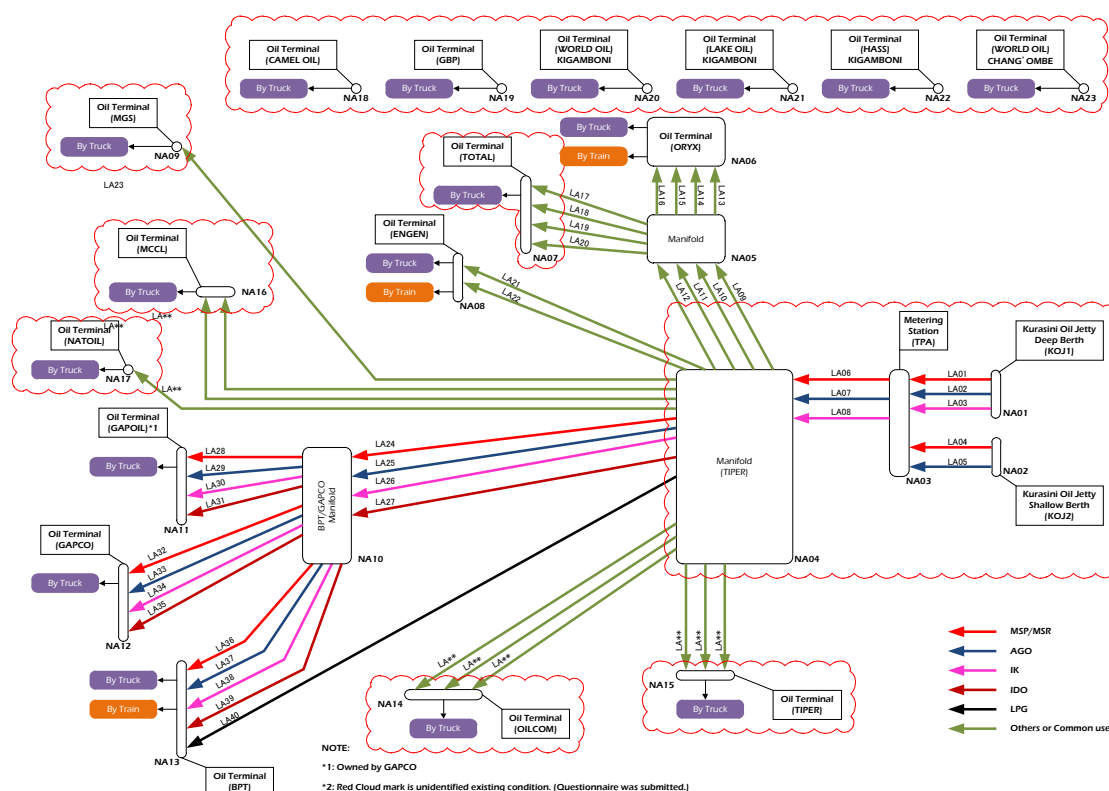 Oil Terminal
(CAMEL OIL)
By Truck
NA18
Oil Terminal
(GBP)
By Truck
NA19
Oil Terminal
(WORLD OIL)
KIGAMBONI
By Truck
NA20
Oil Terminal
(LAKE OIL)
KIGAMBONI
By Truck
NA21
Oil Terminal
(HASS)
KIGAMBONI
By Truck
NA22
Oil Terminal
(WORLD OIL)
CHANG' OMBE
By Truck
NA23
Oil Terminal
(MGS)
By Truck
NA09
LA23
Oil Terminal
(TOTAL)
By Truck
NA07
By Truck
By Train
Oil Terminal
(ORYX)
NA06
LA16
LA15
LA14
LA13
LA17
LA18
LA19
LA20
Manifold
NA05
LA12
LA11
LA10
LA09
Oil Terminal
(ENGEN)
By Truck
By Train
NA08
LA21
LA22
Oil Terminal
(MCCL)
By Truck
NA16
LA**
LA**
Oil Terminal
(NATOIL)
By Truck
NA17
LA**
Metering
Station
(TPA)
Kurasini Oil Jetty
Deep Berth
(KOJ1)
LA06
LA07
LA08
LA01
LA02
LA03
NA01
LA04
LA05
NA02
NA03
Kurasini Oil Jetty
Shallow Berth
(KOJ2)
Manifold
(TIPER)
NA04
Oil Terminal
(GAPOIL)*1
By Truck
NA11
LA28
LA29
LA30
LA31
BPT/GAPCO
Manifold
NA10
LA24
LA25
LA26
LA27
Oil Terminal
(GAPCO)
By Truck
NA12
LA32
LA33
LA34
LA35
By Truck
By Train
NA13
LA36
LA37
LA38
LA39
LA40
Oil Terminal
(BPT)
LA**
LA**
LA**
NA14
By Truck
Oil Terminal
(OILCOM)
LA**
LA**
LA**
NA15
By Truck
Oil Terminal
(TIPER)
MSP/MSR
AGO
IK
IDO
LPG
Others or Common use
NOTE:
*1: Owned by GAPCO
*2: Red Cloud mark is unidentified existing condition. (Questionnaire was submitted.)